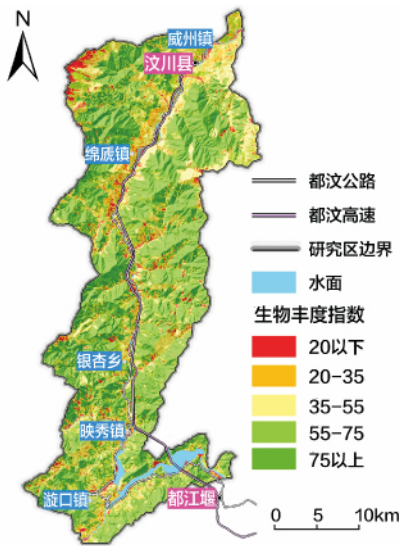 N
威州镇
汶川县
绵虒镇
都汶公路
都汶高速
研究区边界
水面
生物丰度指数
20以下
20-35
35-55
55-75
75以上
银杏乡
映秀镇
漩口镇
都江堰
0 5 10km